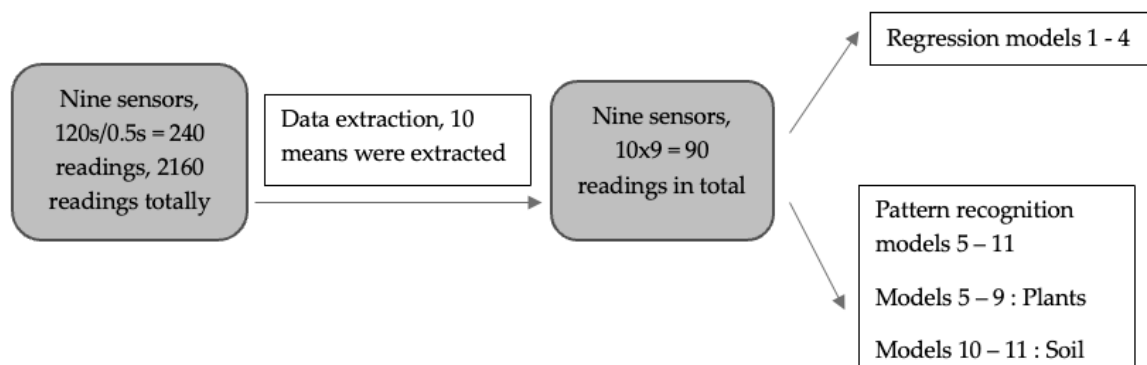 Nine sensors,
120s/0.5s = 240
readings, 2160
readings totally
Data extraction, 10
means were extracted
Nine sensors,
10x9 = 90
readings in total
Regression models 1 - 4
Pattern recognition
models 5 – 11
Models 5 – 9 : Plants
Models 10 – 11 : Soil